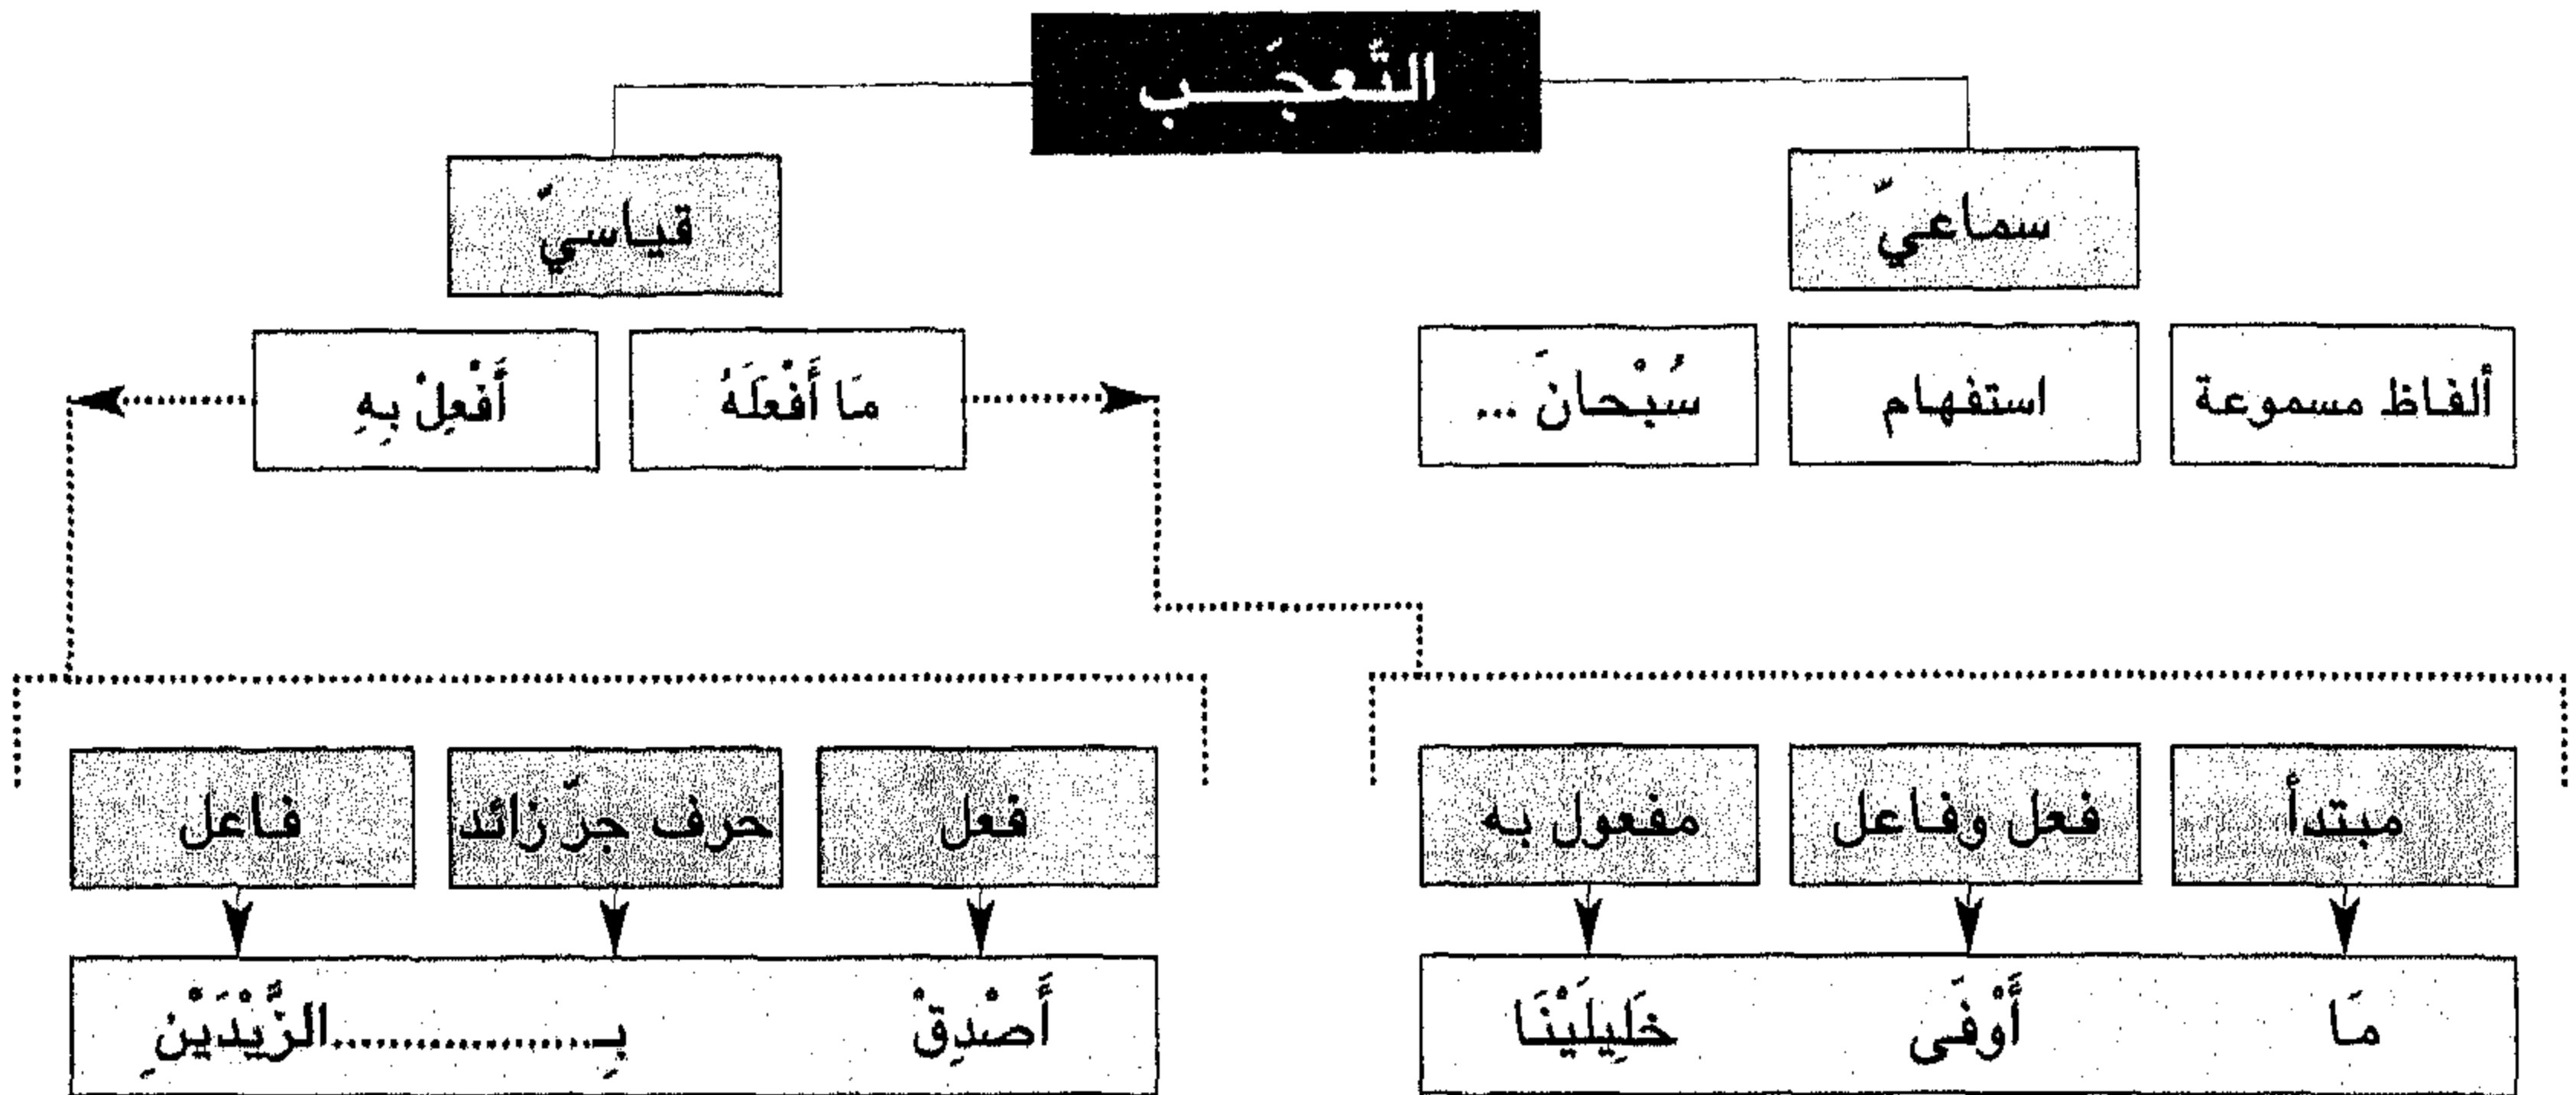 التَّعجَـــب
سماعيّ
قياسيّ
ألفاظ مسموعة
استفهام
سُبْحانَ ...
مَا أَفْعَلَهُ
أَفْعِلْ بِهِ
مبتدأ
فعل وفاعل
مفعول به
فعل
حرف جرّ زائد
فاعل
مَا أَوْفَى خَلِيلَيْنَا
أَصْدِقْ بِـ..................الزَّيْدَيْنِ